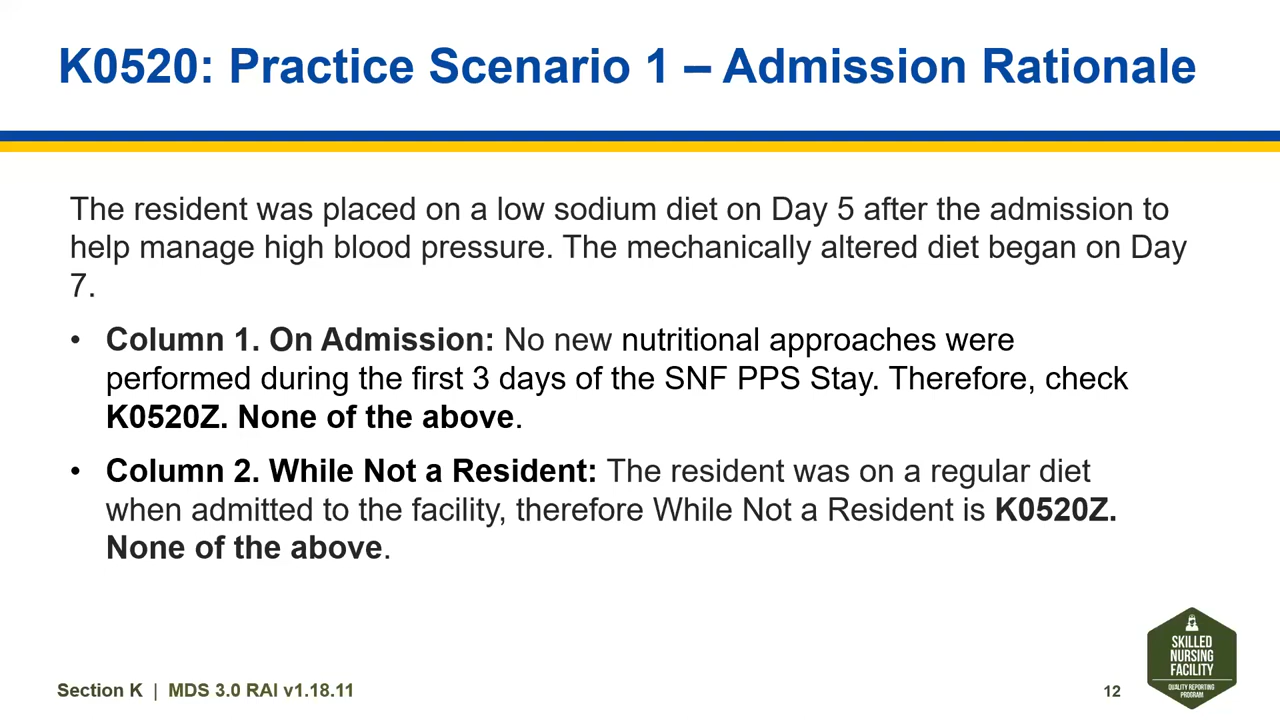 K0520: Practice Scenario 1 – Admission Rationale
The resident was placed on a low sodium diet on Day 5 after the admission to
help manage high blood pressure. The mechanically altered diet began on Day
7.
• Column 1. On Admission: No new nutritional approaches were
performed during the first 3 days of the SNF PPS Stay. Therefore, check
K0520Z. None of the above.
• Column 2. While Not a Resident: The resident was on a regular diet
when admitted to the facility, therefore While Not a Resident is K0520Z.
None of the above.
Section K | MDS 3.0 RAI v1.18.11
12
SKILLED
NURSING
FACILITY
QUALITY REPORTING
PROGRAM